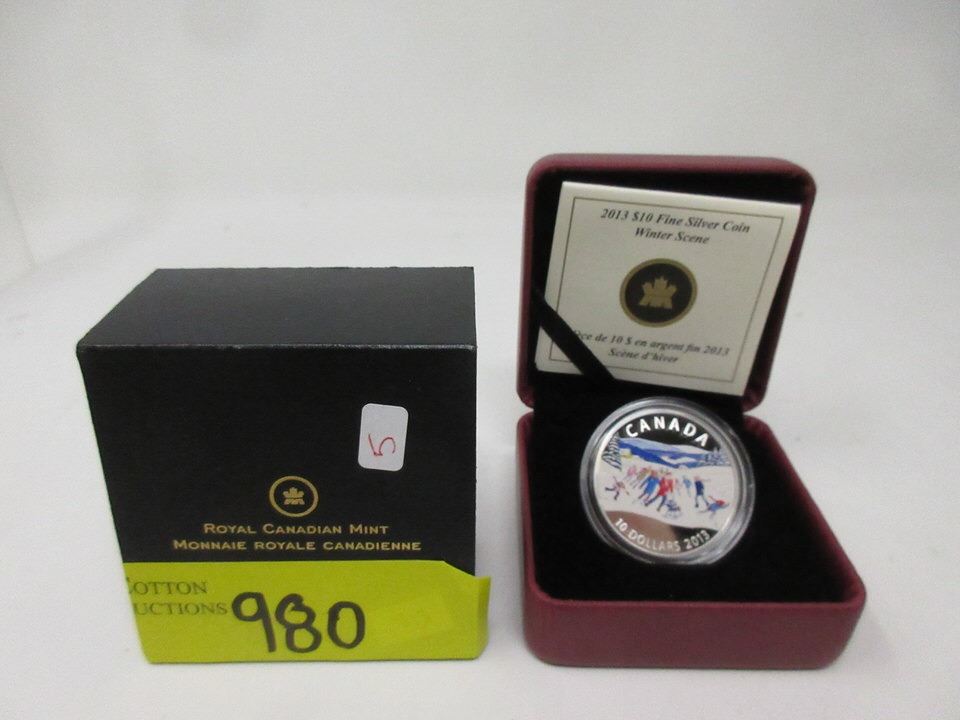 5
ROYAL CANADIAN MINT
MONNAIE ROYALE CANADIENNE
OTTON
UCTIONS
980
2013 $10 Fine Silver Coin
Winter Scene
de 10 $ en argent fin 2013
Scène d'hiver
CANADA
10 DOLLARS 2013